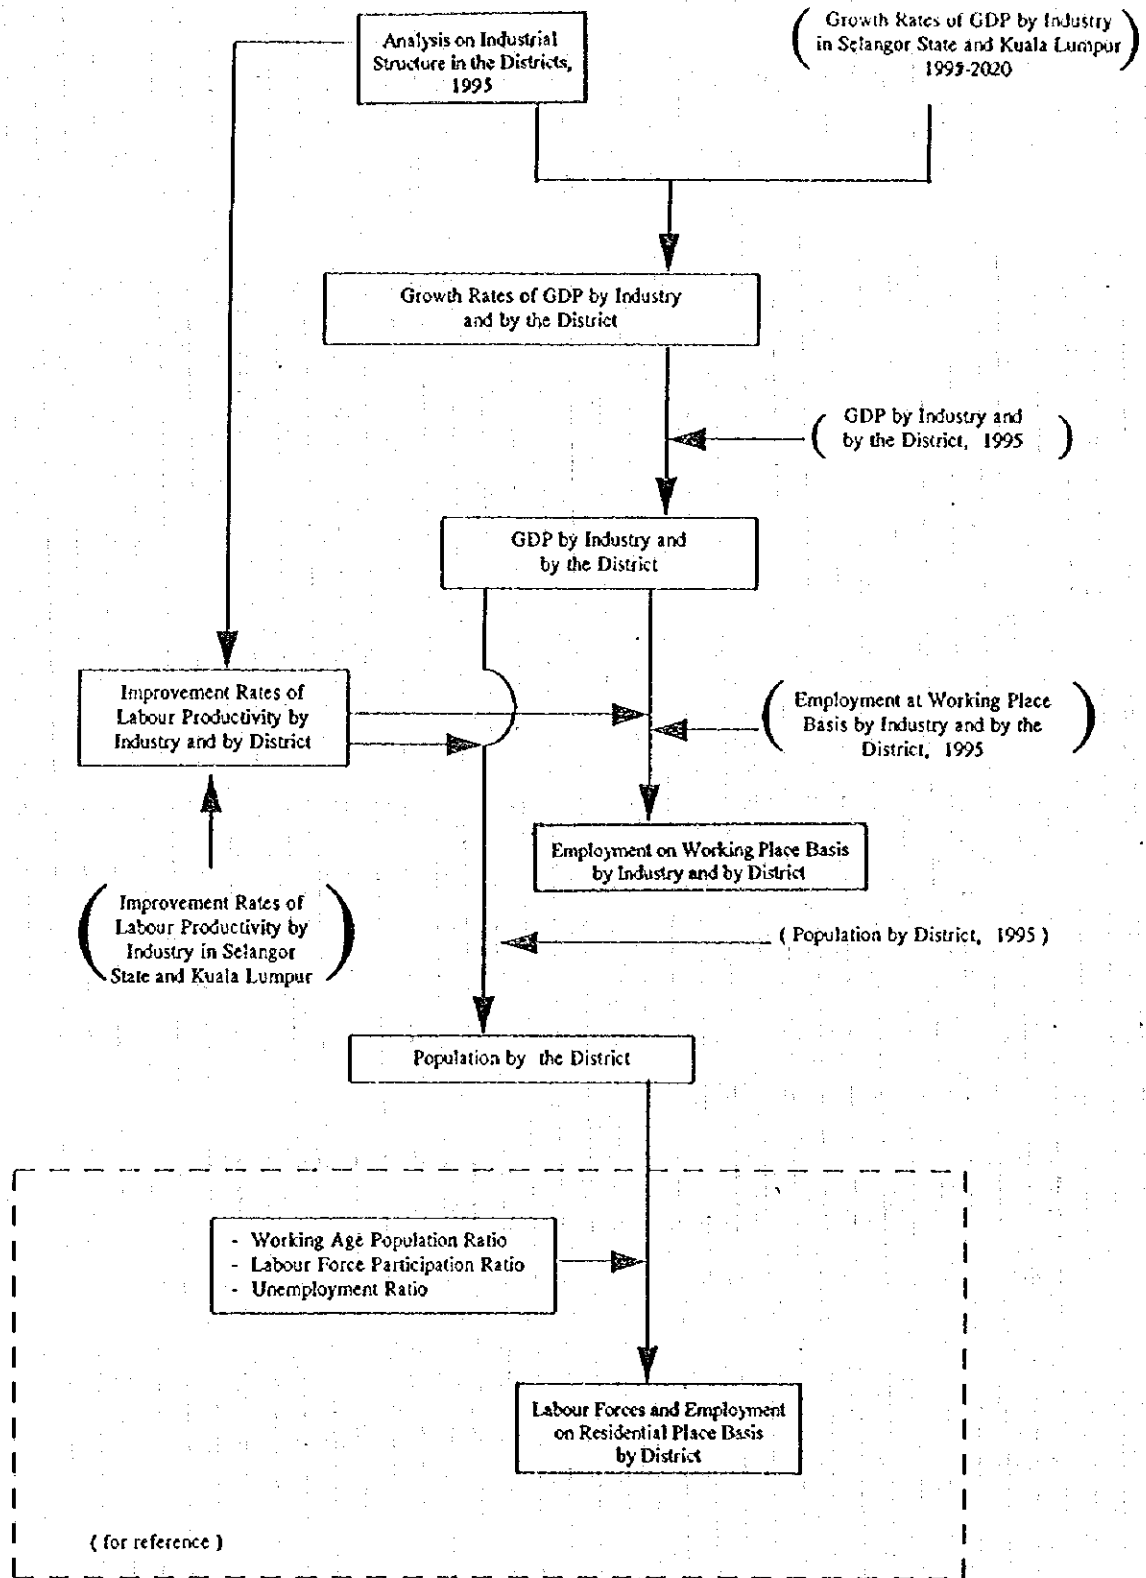 Analysis on Industrial
Structure in the Districts,
1995
( Growth Rates of GDP by Industry
in Selangor State and Kuala Lumpur
1995-2020 )
Growth Rates of GDP by Industry
and by the District
( GDP by Industry and
by the District, 1995 )
GDP by Industry and
by the District
Improvement Rates of
Labour Productivity by
Industry and by District
( Employment at Working Place
Basis by Industry and by the
District, 1995 )
Employment on Working Place Basis
by Industry and by District
( Improvement Rates of
Labour Productivity by
Industry in Selangor
State and Kuala Lumpur )
( Population by District, 1995 )
Population by the District
- Working Age Population Ratio
- Labour Force Participation Ratio
- Unemployment Ratio
Labour Forces and Employment
on Residential Place Basis
by District
( for reference )